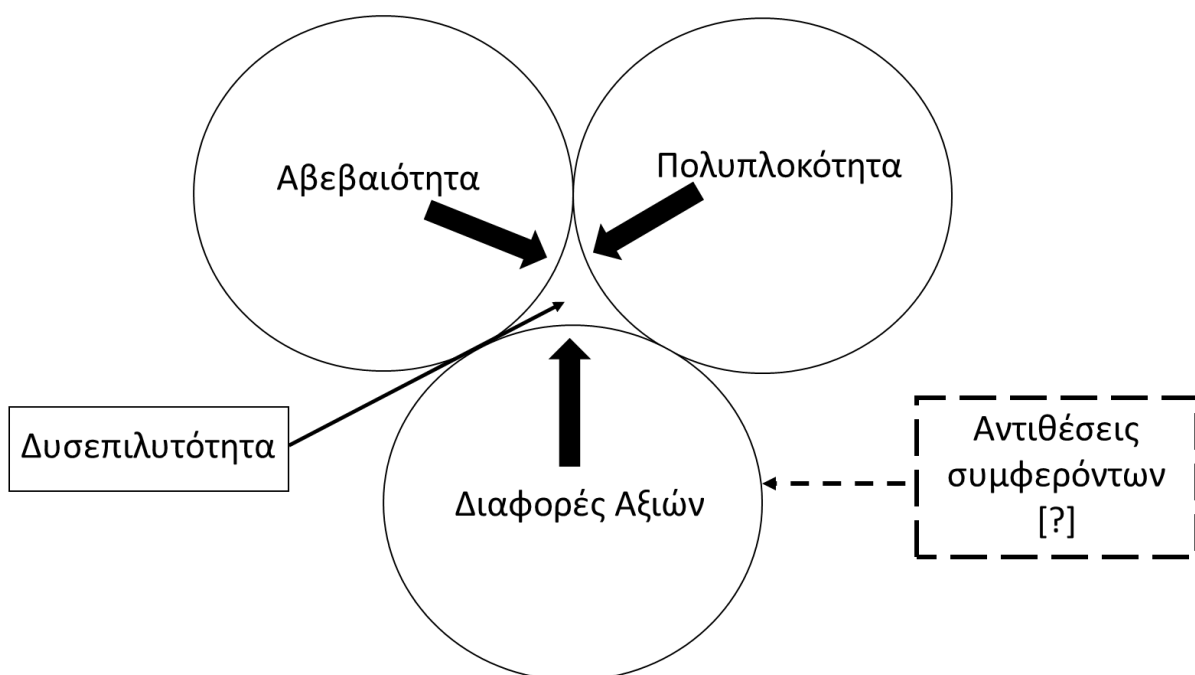 Αβεβαιότητα
Πολυπλοκότητα
Δυσεπιλυτότητα
Διαφορές Αξιών
Αντιθέσεις
συμφερόντων
[?]